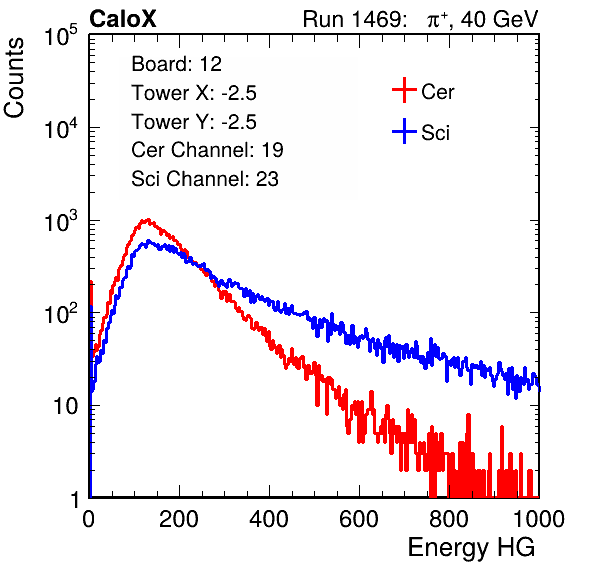 CaloX Run 1469: π⁺, 40 GeV
Counts
10⁵
10⁴
10³
10²
10
1
Board: 12
Tower X: -2.5
Tower Y: -2.5
Cer Channel: 19
Sci Channel: 23
Cer
Sci
0 200 400 600 800 1000
Energy HG